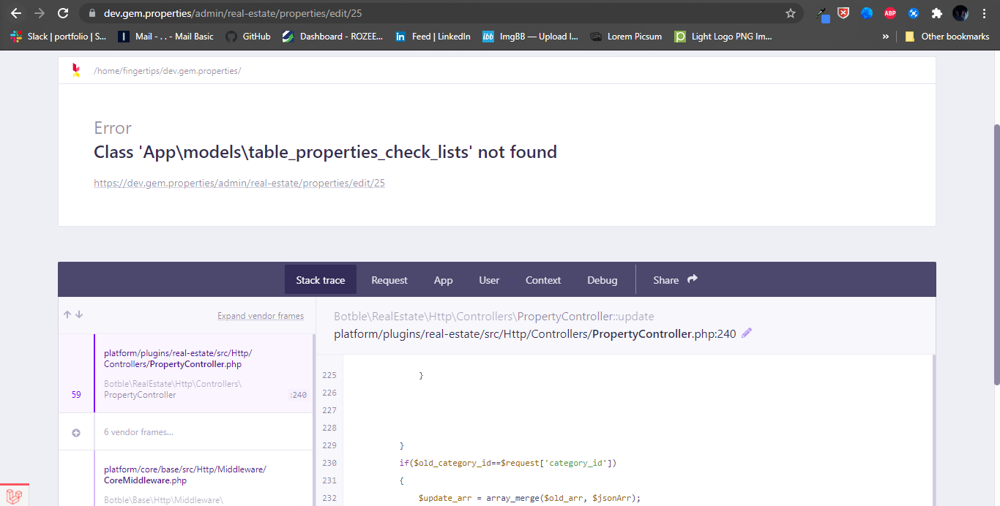 dev.gem.properties/admin/real-estate/properties/edit/25
ABP
Slack | portfolio | S...
Mail - . . - Mail Basic
GitHub
Dashboard - ROZEE...
in
Feed | LinkedIn
ibb
ImgBB — Upload I...
Lorem Picsum
Light Logo PNG Im...
»
Other bookmarks
/home/fingertips/dev.gem.properties/
Error
Class 'App\models\table_properties_check_lists' not found
https://dev.gem.properties/admin/real-estate/properties/edit/25
Stack trace
Request
App
User
Context
Debug
Share
Expand vendor frames
platform/plugins/real-estate/src/Http/
Controllers/PropertyController.php
Botble\RealEstate\Http\Controllers\
PropertyController
59
:240
6 vendor frames...
platform/core/base/src/Http/Middleware/
CoreMiddleware.php
Botble\Base\Http\Middleware\
Botble\RealEstate\Http\Controllers\PropertyController::update
platform/plugins/real-estate/src/Http/Controllers/PropertyController.php:240
225 }
226
227
228
229 }
230 if($old_category_id==$request['category_id'])
231 {
232 $update_arr = array_merge($old_arr, $jsonArr);